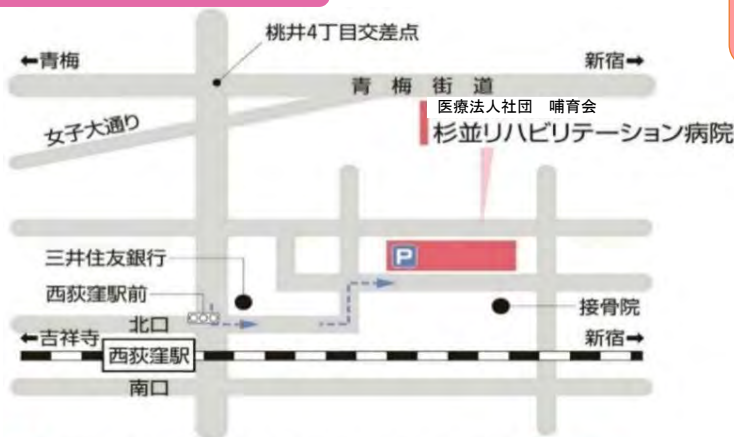 桃井4丁目交差点
←青梅
新宿→
青梅街道
医療法人社団 哺育会
女子大通り
杉並リハビリテーション病院
P
三井住友銀行
西荻窪駅前
北口
接骨院
←吉祥寺
新宿→
西荻窪駅
南口